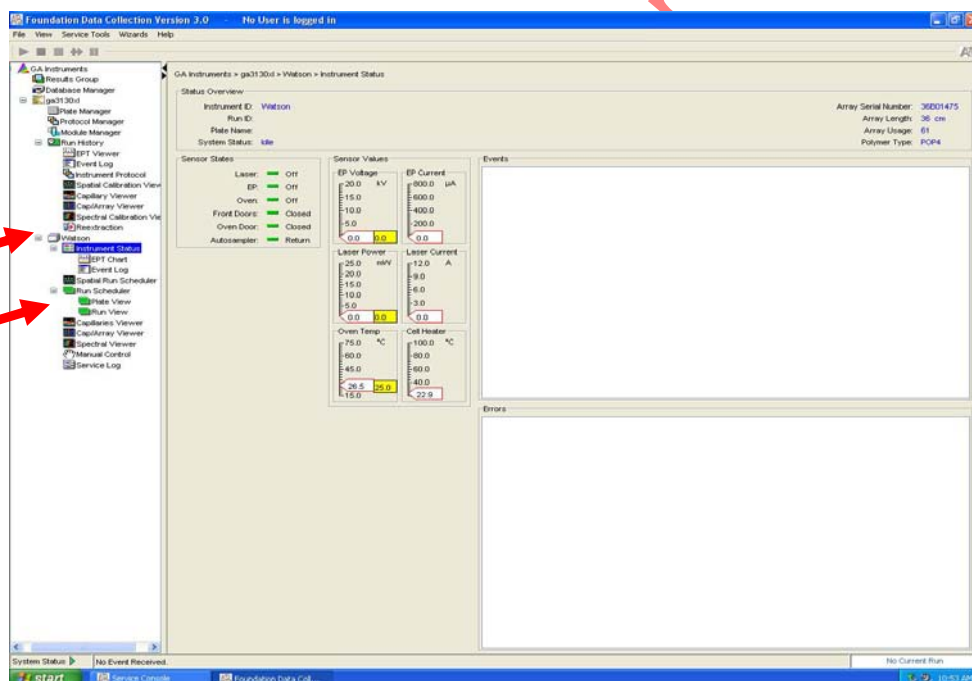 Foundation Data Collection Version 3.0 - No User is logged in
File View Service Tools Wizards Help
GA Instruments
Results Group
Database Manager
ga3130xl
Plate Manager
Protocol Manager
Module Manager
Run History
EPT Viewer
Event Log
Instrument Protocol
Spatial Calibration View
Capillary Viewer
Cap/Array Viewer
Spectral Calibration Vie
Reextraction
Watson
Instrument Status
EPT Chart
Event Log
Spatial Run Scheduler
Run Scheduler
Plate View
Run View
Capillaries Viewer
Cap/Array Viewer
Spectral Viewer
Manual Control
Service Log
GA Instruments > ga3130xl > Watson > Instrument Status
Status Overview
Instrument ID: Watson
Run ID:
Plate Name:
System Status: Idle
Array Serial Number: 36B01475
Array Length: 36 cm
Array Usage: 61
Polymer Type: POP4
Sensor States
Laser: Off
EP: Off
Oven: Off
Front Doors: Closed
Oven Door: Closed
Autosampler: Return
Sensor Values
EP Voltage
20.0 kV
15.0
10.0
5.0
0.0 0.0
EP Current
800.0 µA
600.0
400.0
200.0
0.0
Laser Power
25.0 mW
20.0
15.0
10.0
5.0
0.0 0.0
Laser Current
12.0 A
9.0
6.0
3.0
0.0
Oven Temp
75.0 °C
60.0
45.0
26.5 25.0
15.0
Cell Heater
100.0 °C
80.0
60.0
40.0
22.9
Events
Errors
System Status
No Event Received.
No Current Run
start
Service Console
Foundation Data Coll...
10:53 AM